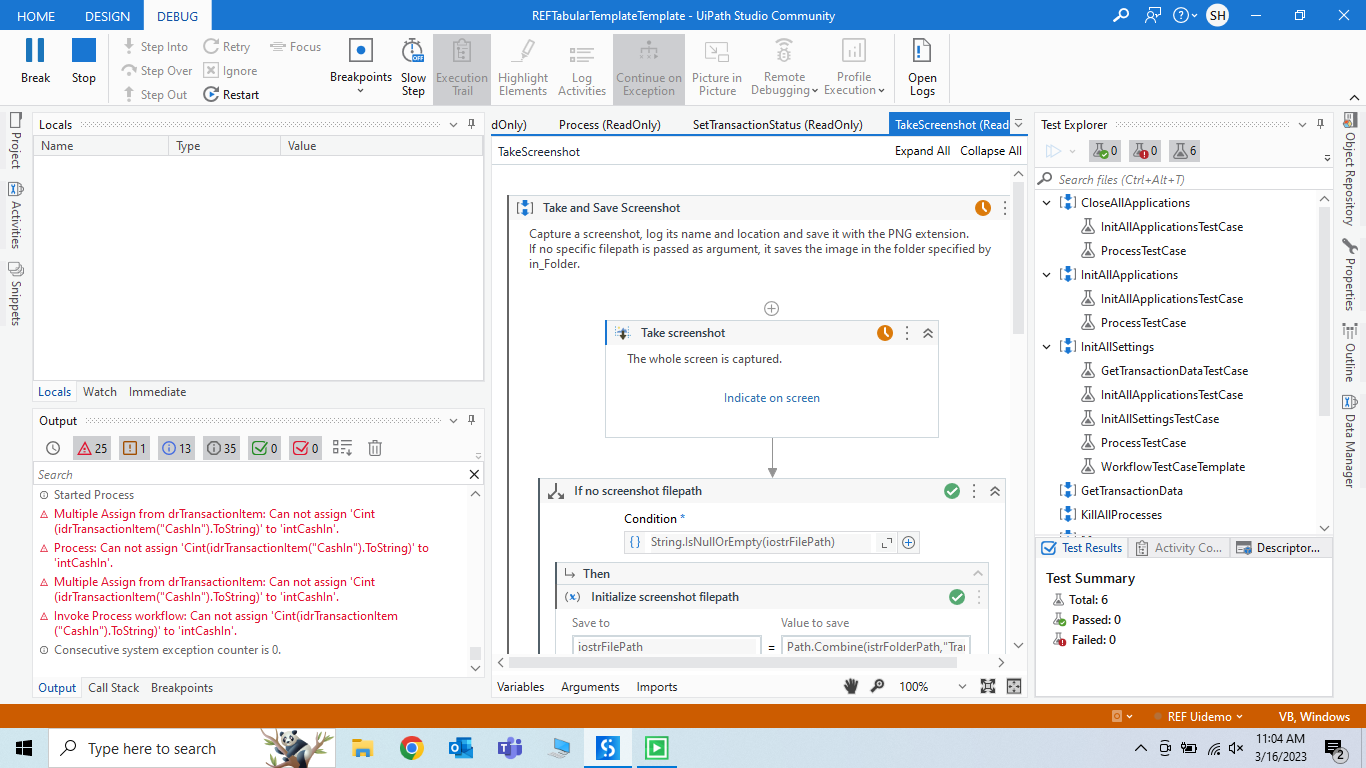 HOME
DESIGN
DEBUG
REFTabularTemplateTemplate - UiPath Studio Community
SH
Break
Stop
Step Into
Step Over
Step Out
Retry
Ignore
Restart
Focus
Breakpoints
Slow
Step
OFF
Execution
Trail
Highlight
Elements
Log
Activities
Continue on
Exception
Picture in
Picture
Remote
Debugging
Profile
Execution
Open
Logs
Project
Activities
Snippets
Locals
Name
Type
Value
Locals
Watch
Immediate
Output
25
1
13
35
0
0
Search
Started Process
Multiple Assign from drTransactionItem: Can not assign 'Cint
(idrTransactionItem("CashIn").ToString)' to 'intCashIn'.
Process: Can not assign 'Cint(idrTransactionItem("CashIn").ToString)' to
'intCashIn'.
Multiple Assign from drTransactionItem: Can not assign 'Cint
(idrTransactionItem("CashIn").ToString)' to 'intCashIn'.
Invoke Process workflow: Can not assign 'Cint(idrTransactionItem
("CashIn").ToString)' to 'intCashIn'.
Consecutive system exception counter is 0.
Output
Call Stack
Breakpoints
dOnly)
Process (ReadOnly)
SetTransactionStatus (ReadOnly)
TakeScreenshot (Read
TakeScreenshot
Expand All
Collapse All
Take and Save Screenshot
Capture a screenshot, log its name and location and save it with the PNG extension.
If no specific filepath is passed as argument, it saves the image in the folder specified by
in_Folder.
Take screenshot
The whole screen is captured.
Indicate on screen
If no screenshot filepath
Condition *
String.IsNullOrEmpty(iostrFilePath)
Then
Initialize screenshot filepath
Save to
Value to save
iostrFilePath
=
Path.Combine(istrFolderPath,"Tran
Variables
Arguments
Imports
100%
Test Explorer
0
0
6
Search files (Ctrl+Alt+T)
CloseAllApplications
InitAllApplicationsTestCase
ProcessTestCase
InitAllApplications
InitAllApplicationsTestCase
ProcessTestCase
InitAllSettings
GetTransactionDataTestCase
InitAllApplicationsTestCase
InitAllSettingsTestCase
ProcessTestCase
WorkflowTestCaseTemplate
GetTransactionData
KillAllProcesses
Test Results
Activity Co...
Descriptor...
Test Summary
Total: 6
Passed: 0
Failed: 0
Object Repository
Properties
Outline
Data Manager
REF Uidemo
VB, Windows
Type here to search
11:04 AM
3/16/2023
2